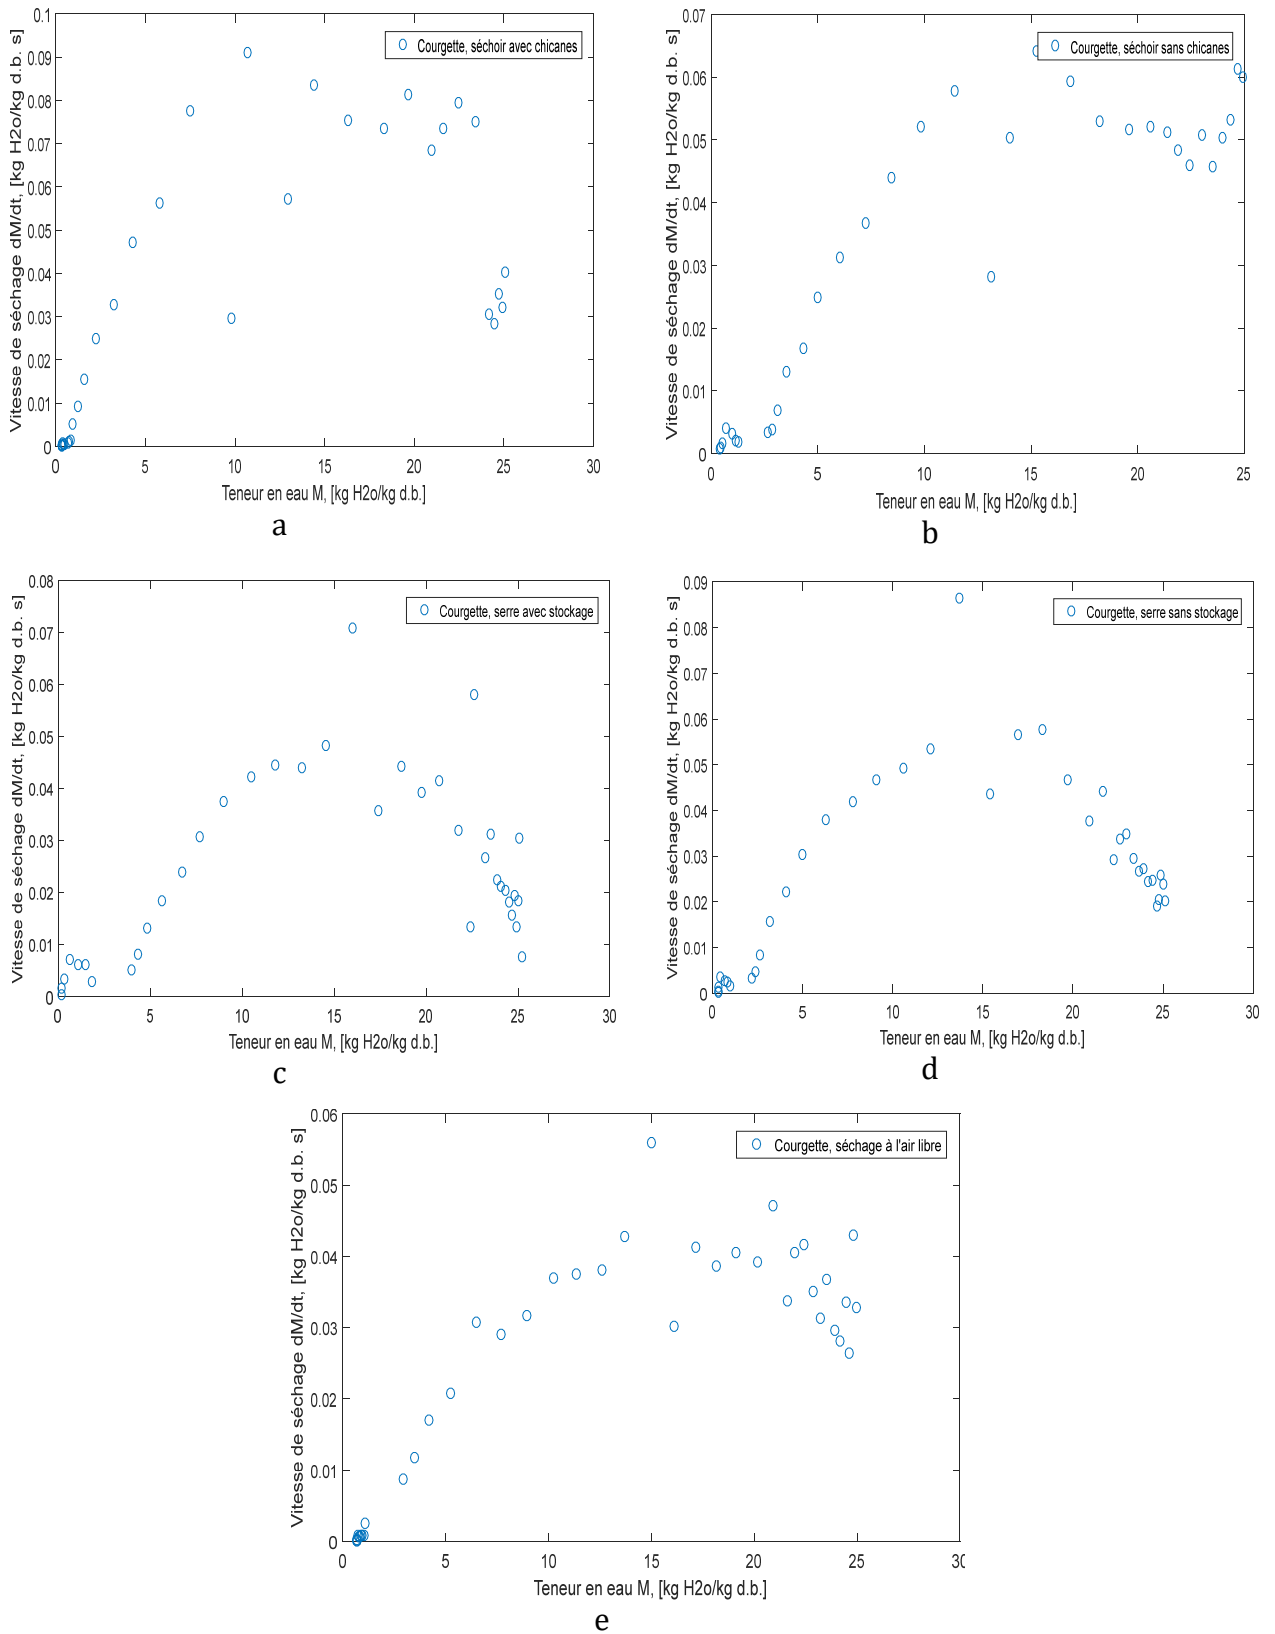 0.1
0.09
0.08
0.07
0.06
0.05
0.04
0.03
0.02
0.01
0
Vitesse de séchage dM/dt, [kg H2o/kg d.b. s]
Courgette, séchoir avec chicanes
0 5 10 15 20 25 30
Teneur en eau M, [kg H2o/kg d.b.]
a
0.07
0.06
0.05
0.04
0.03
0.02
0.01
0
Vitesse de séchage dM/dt, [kg H2o/kg d.b. s]
Courgette, séchoir sans chicanes
0 5 10 15 20 25
Teneur en eau M, [kg H2o/kg d.b.]
b
0.08
0.07
0.06
0.05
0.04
0.03
0.02
0.01
0
Vitesse de séchage dM/dt, [kg H2o/kg d.b. s]
Courgette, serre avec stockage
0 5 10 15 20 25 30
Teneur en eau M, [kg H2o/kg d.b.]
c
0.09
0.08
0.07
0.06
0.05
0.04
0.03
0.02
0.01
0
Vitesse de séchage dM/dt, [kg H2o/kg d.b. s]
Courgette, serre sans stockage
0 5 10 15 20 25 30
Teneur en eau M, [kg H2o/kg d.b.]
d
0.06
0.05
0.04
0.03
0.02
0.01
0
Vitesse de séchage dM/dt, [kg H2o/kg d.b. s]
Courgette, séchage à l'air libre
0 5 10 15 20 25 30
Teneur en eau M, [kg H2o/kg d.b.]
e